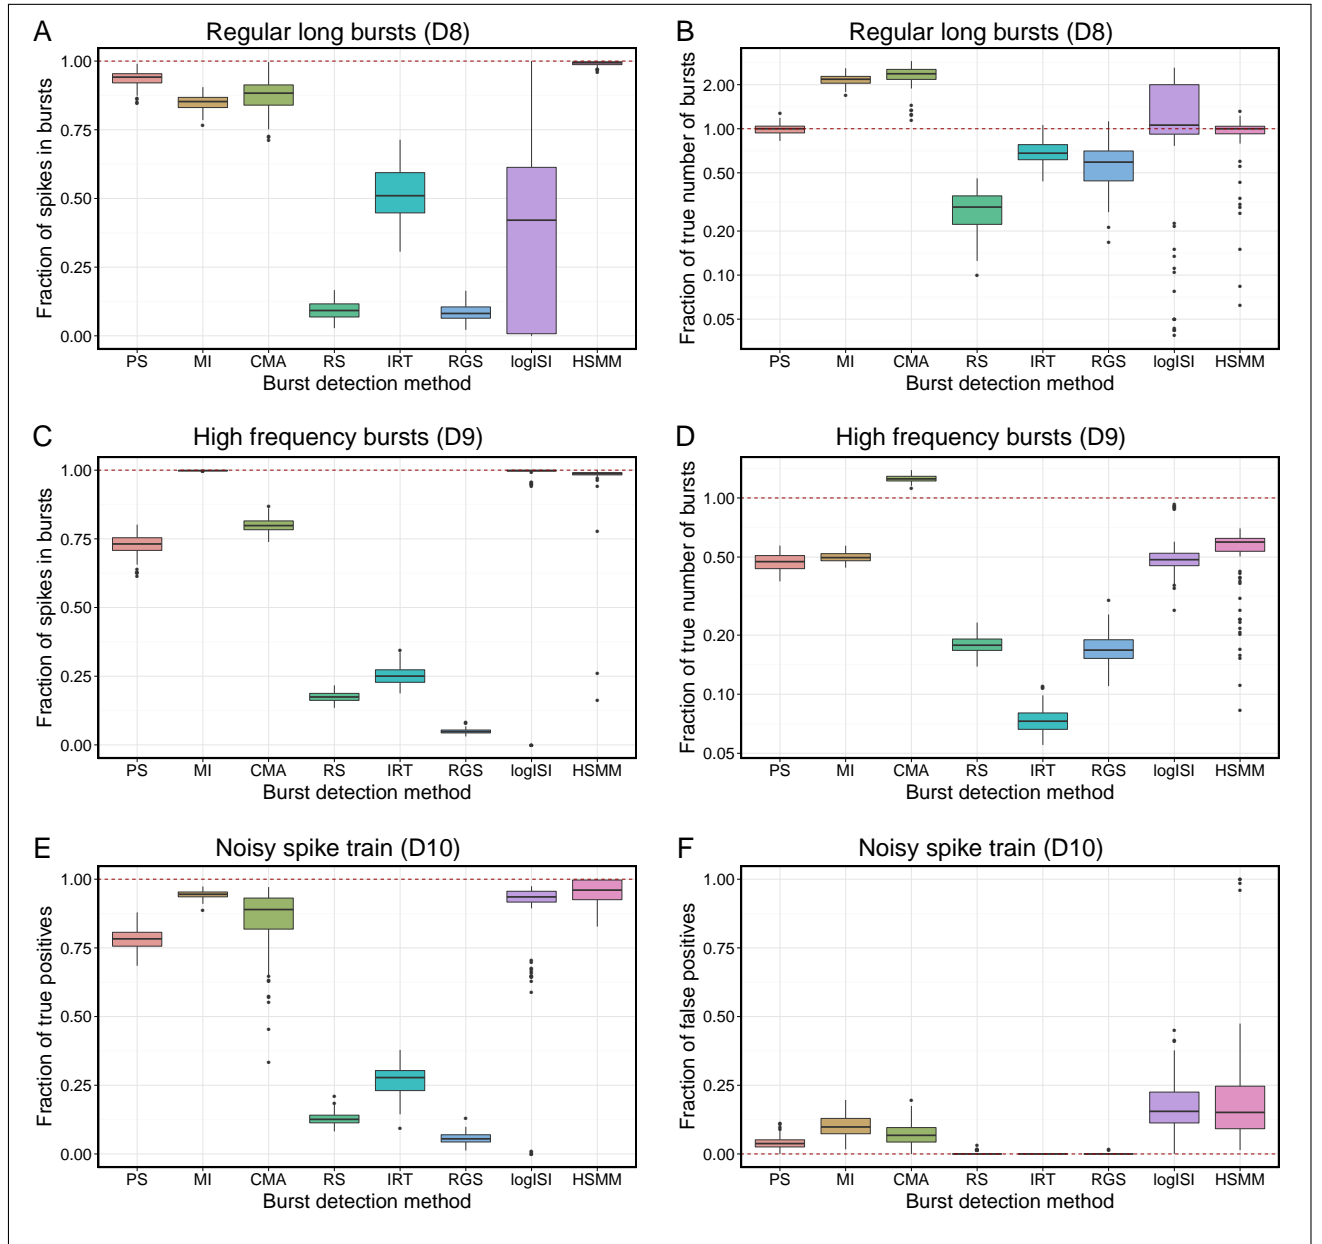 A
Regular long bursts (D8)
Fraction of spikes in bursts
1.00
0.75
0.50
0.25
0.00
PS MI CMA RS IRT RGS logISI HSMM
Burst detection method
B
Regular long bursts (D8)
Fraction of true number of bursts
2.00
1.00
0.50
0.20
0.10
0.05
PS MI CMA RS IRT RGS logISI HSMM
Burst detection method
C
High frequency bursts (D9)
Fraction of spikes in bursts
1.00
0.75
0.50
0.25
0.00
PS MI CMA RS IRT RGS logISI HSMM
Burst detection method
D
High frequency bursts (D9)
Fraction of true number of bursts
1.00
0.50
0.20
0.10
0.05
PS MI CMA RS IRT RGS logISI HSMM
Burst detection method
E
Noisy spike train (D10)
Fraction of true positives
1.00
0.75
0.50
0.25
0.00
PS MI CMA RS IRT RGS logISI HSMM
Burst detection method
F
Noisy spike train (D10)
Fraction of false positives
1.00
0.75
0.50
0.25
0.00
PS MI CMA RS IRT RGS logISI HSMM
Burst detection method